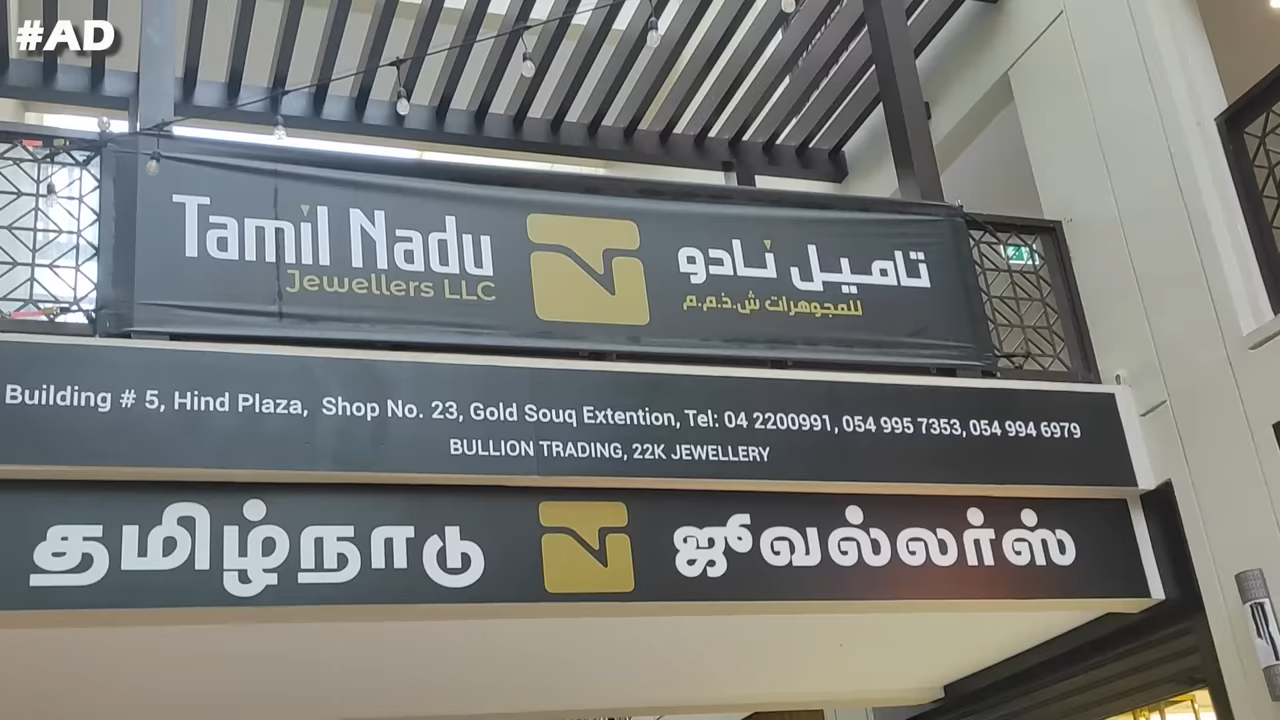 #AD
Tamil Nadu
Jewellers LLC
تاميل نادو
للمجوهرات ش.ذ.م.م
Building # 5, Hind Plaza, Shop No. 23, Gold Souq Extention, Tel: 04 2200991, 054 995 7353, 054 994 6979
BULLION TRADING, 22K JEWELLERY
தமிழ்நாடு ஜுவல்லர்ஸ்